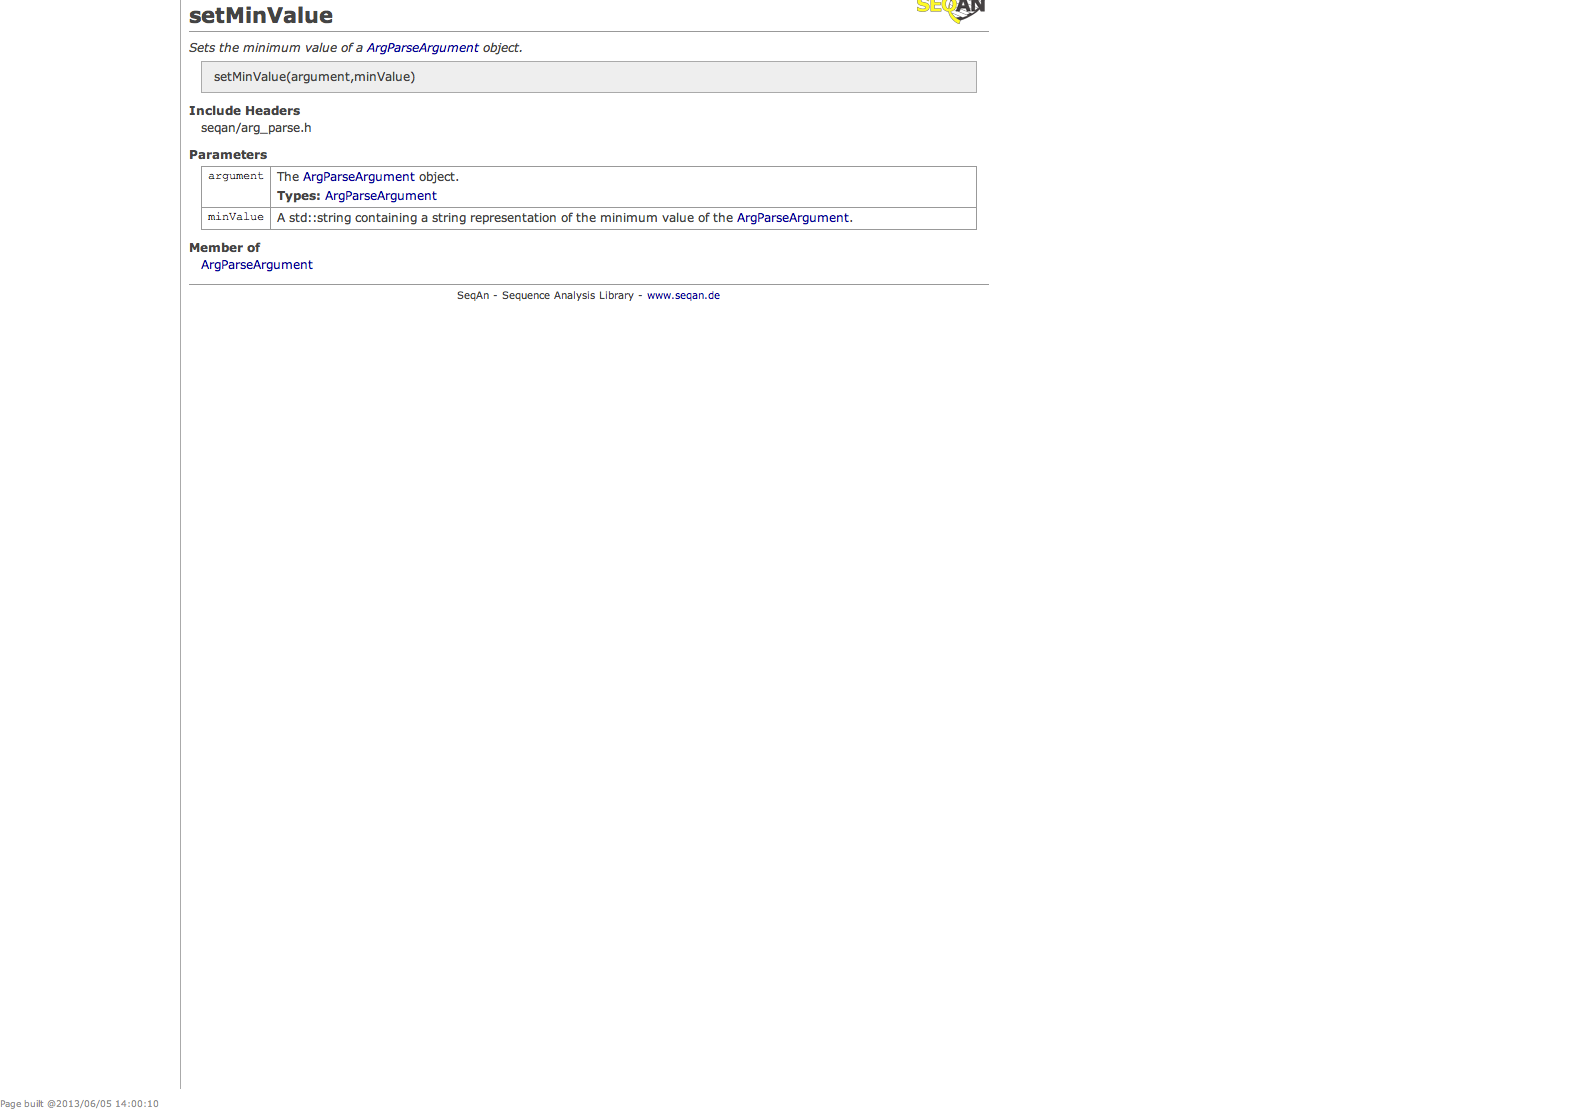 setMinValue
SEQAN
Sets the minimum value of a ArgParseArgument object.
setMinValue(argument,minValue)
Include Headers
seqan/arg_parse.h
Parameters
argument The ArgParseArgument object.
Types: ArgParseArgument
minValue A std::string containing a string representation of the minimum value of the ArgParseArgument.
Member of
ArgParseArgument
SeqAn - Sequence Analysis Library - www.seqan.de
Page built @2013/06/05 14:00:10